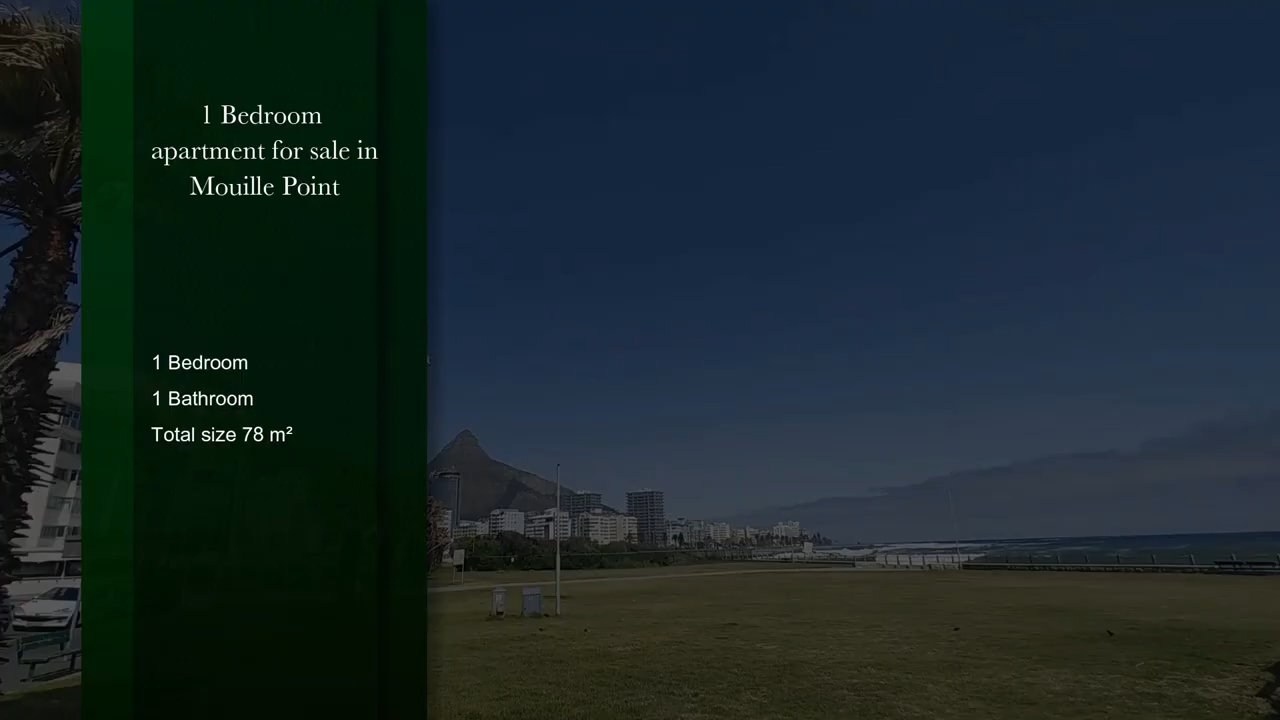 1 Bedroom
apartment for sale in
Mouille Point
1 Bedroom
1 Bathroom
Total size 78 m²